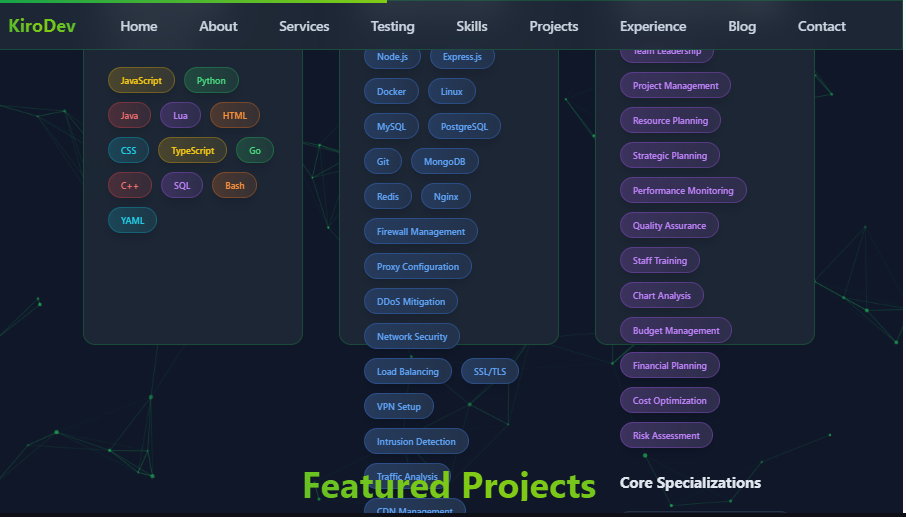 KiroDev Home About Services Testing Skills Projects Experience Blog Contact
JavaScript Python
Java Lua HTML
CSS TypeScript Go
C++ SQL Bash
YAML
Node.js Express.js
Docker Linux
MySQL PostgreSQL
Git MongoDB
Redis Nginx
Firewall Management
Proxy Configuration
DDoS Mitigation
Network Security
Load Balancing SSL/TLS
VPN Setup
Intrusion Detection
Traffic Analysis
CDN Management
Team Leadership
Project Management
Resource Planning
Strategic Planning
Performance Monitoring
Quality Assurance
Staff Training
Chart Analysis
Budget Management
Financial Planning
Cost Optimization
Risk Assessment
Core Specializations
Featured Projects